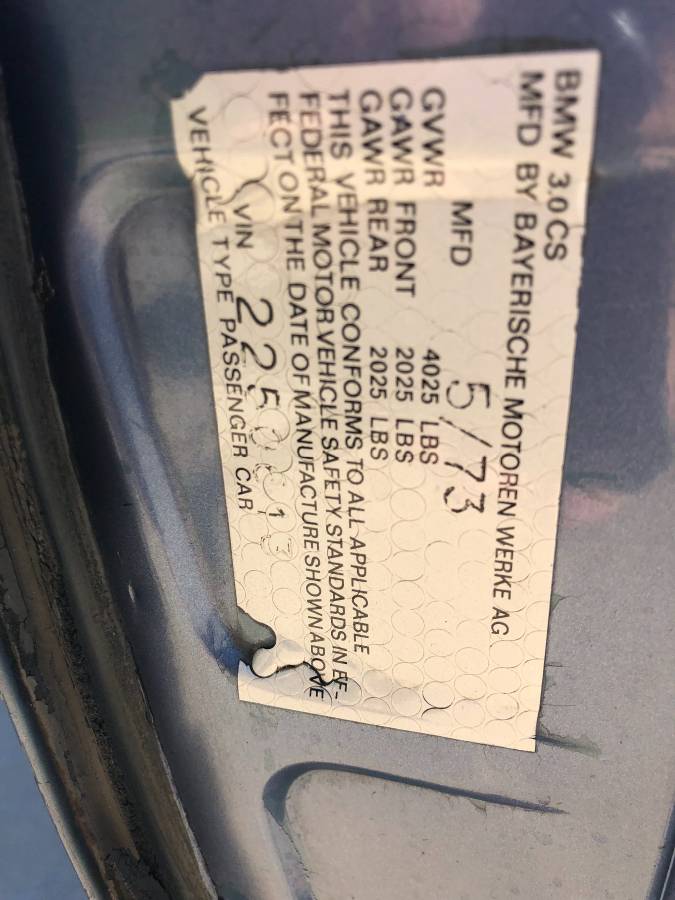 BMW 3.0 CS
MFD BY BAYERISCHE MOTOREN WERKE AG
MFD 5/73
GVWR 4025 LBS
GAWR FRONT 2025 LBS
GAWR REAR 2025 LBS
THIS VEHICLE CONFORMS TO ALL APPLICABLE
FEDERAL MOTOR VEHICLE SAFETY STANDARDS IN EF-
FECT ON THE DATE OF MANUFACTURE SHOWN ABOVE
VIN
VEHICLE TYPE PASSENGER CAR